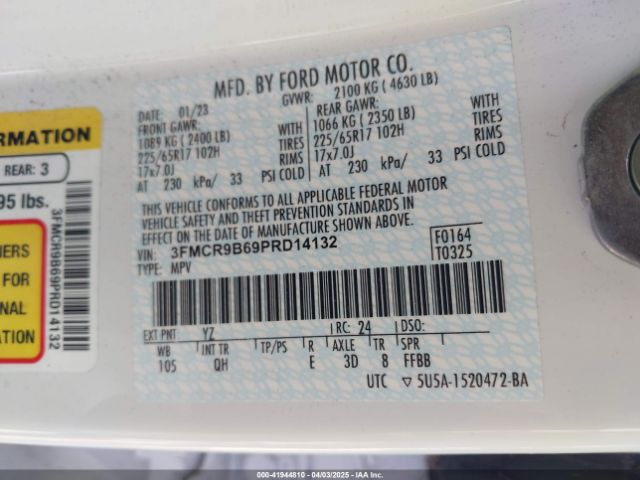 MFD. BY FORD MOTOR CO.
DATE: 01/23 GVWR: 2100 KG ( 4630 LB)
FRONT GAWR: REAR GAWR:
1089 KG ( 2400 LB) WITH 1066 KG ( 2350 LB) WITH
225/65R17 102H TIRES 225/65R17 102H TIRES
17x7.0J RIMS 17x7.0J RIMS
AT 230 kPa/ 33 PSI COLD AT 230 kPa/ 33 PSI COLD
THIS VEHICLE CONFORMS TO ALL APPLICABLE FEDERAL MOTOR
VEHICLE SAFETY AND THEFT PREVENTION STANDARDS IN
EFFECT ON THE DATE OF MANUFACTURE SHOWN ABOVE.
VIN: 3FMCR9B69PRD14132 F0164
TYPE: MPV T0325
EXT PNT: YZ RC: 24 DSO:
WB INT TR TP/PS R AXLE TR SPR
105 QH E 3D 8 FFBB
UTC ▽5U5A-1520472-BA
ORMATION
REAR: 3
95 lbs.
3FMCR9B69PRD14132
IERS
FOR
NAL
TION
000-41944810 - 04/03/2025 - IAAI.COM